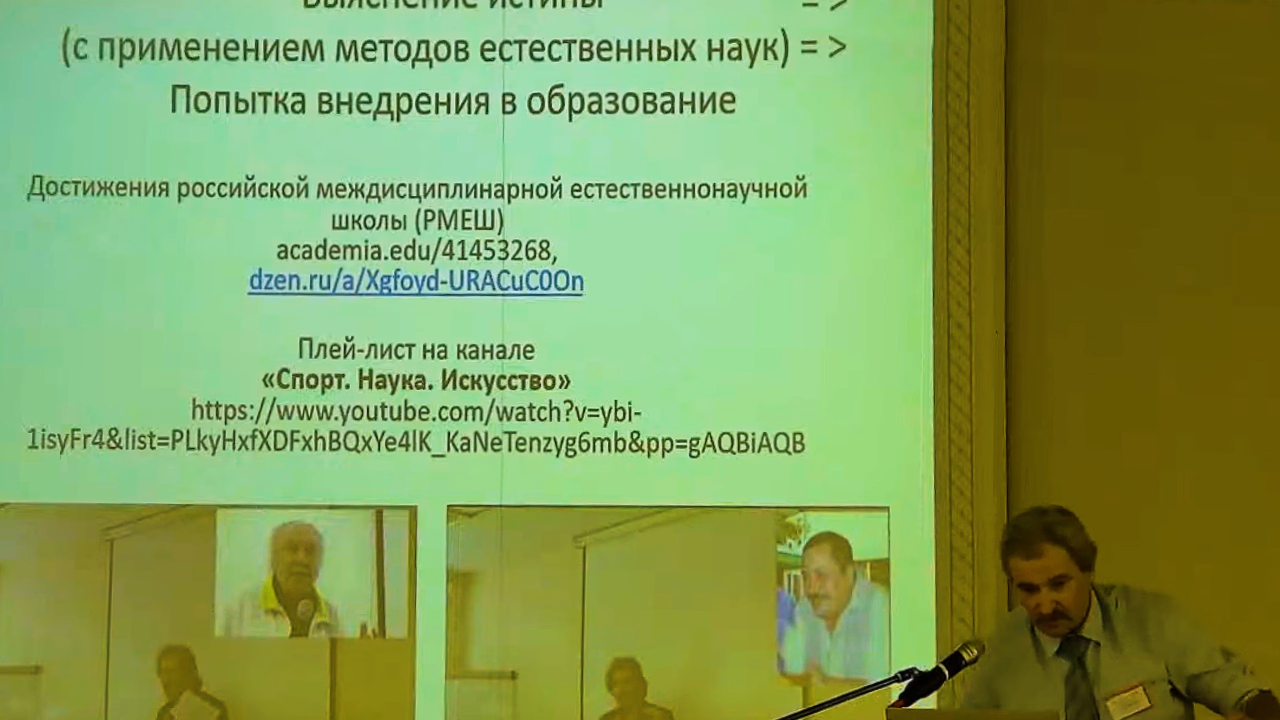 Выяснение истины = >
(с применением методов естественных наук) = >
Попытка внедрения в образование
Достижения российской междисциплинарной естественнонаучной
школы (РМЕШ)
academia.edu/41453268,
dzen.ru/a/Xgfoyd-URACuC0On
Плей-лист на канале
«Спорт. Наука. Искусство»
https://www.youtube.com/watch?v=ybi-
1isyFr4&list=PLkyHxfXDFxhBQxYe4lK_KaNeTenzyg6mb&pp=gAQBiAQB